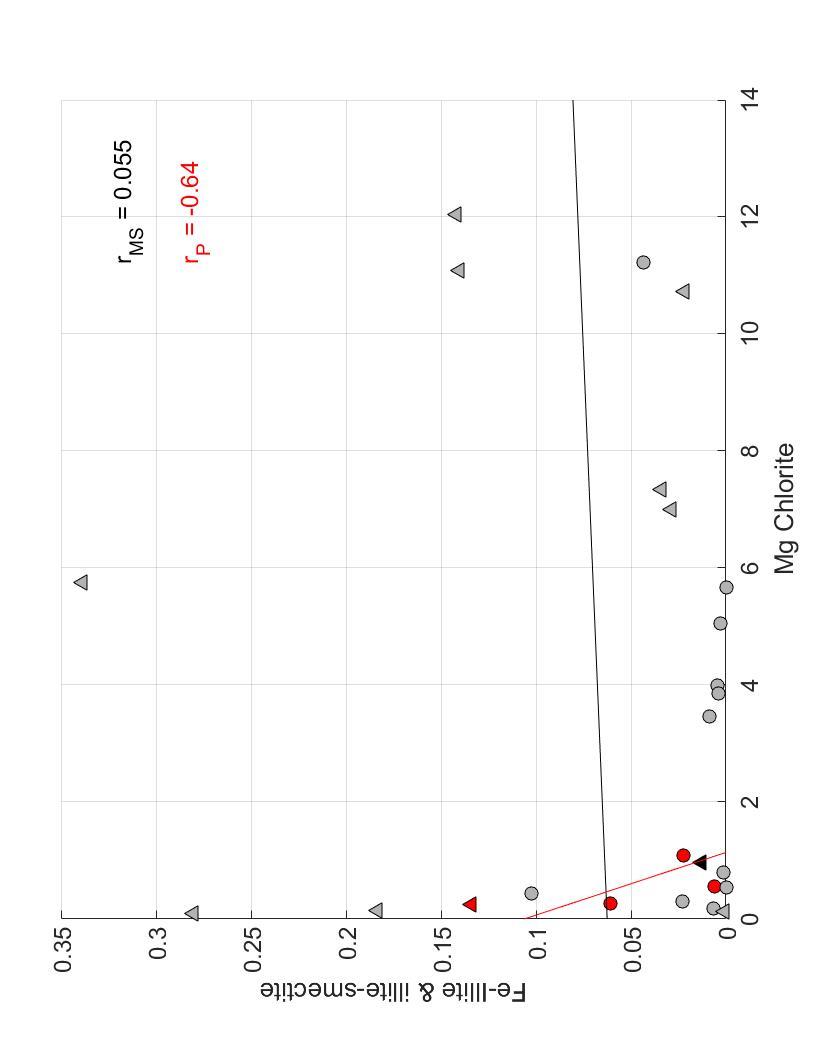 0.35
0.3
0.25
0.2
0.15
0.1
0.05
0
r_MS = 0.055
r_P = -0.64
Fe-Illite & illite-smectite
0 2 4 6 8 10 12 14
Mg Chlorite